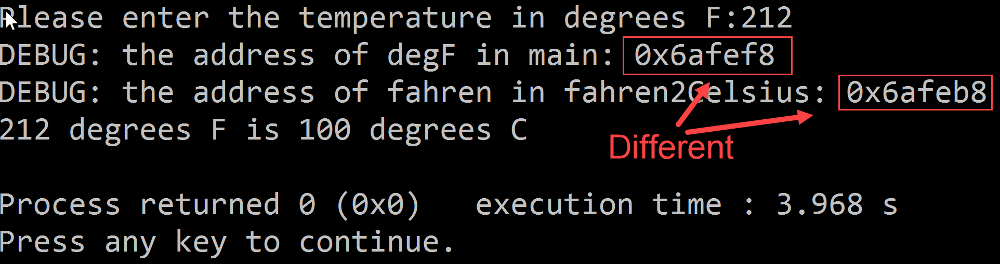 Please enter the temperature in degrees F:212
DEBUG: the address of degF in main: 0x6afef8
DEBUG: the address of fahren in fahren2Celsius: 0x6afeb8
212 degrees F is 100 degrees C
Different
Process returned 0 (0x0)   execution time : 3.968 s
Press any key to continue.